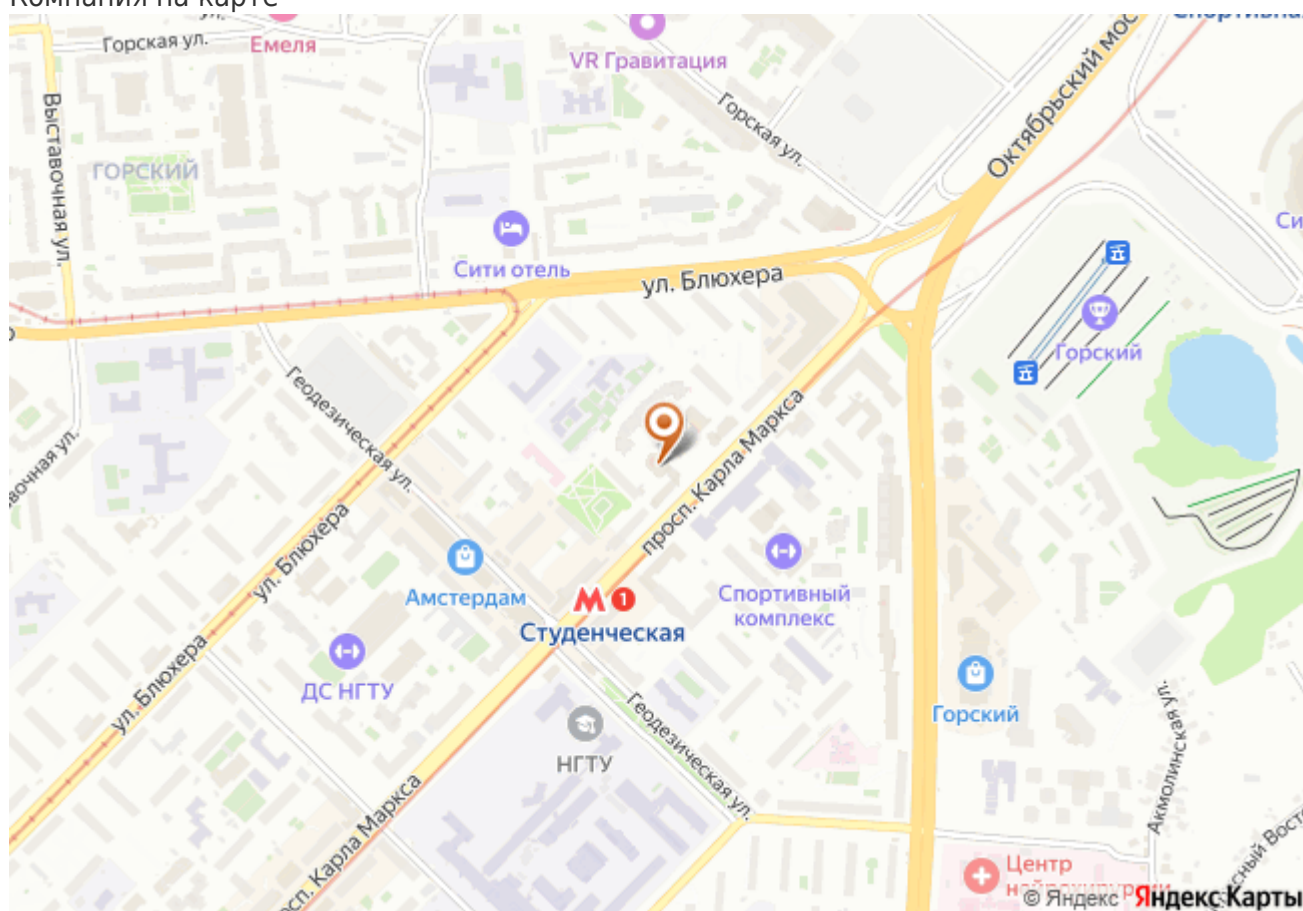 Компания на карте
Горская ул.
Емеля
VR Гравитация
Горская ул.
Октябрьский мос
Выставочная ул.
ГОРСКИЙ
Сити отель
ул. Блюхера
Си
Горский
Геодезическая ул.
просп. Карла Маркса
вочная ул.
ул. Блюхера
Амстердам
М 1
Студенческая
Спортивный
комплекс
ул. Блюхера
ДС НГТУ
Геодезическая ул.
Горский
НГТУ
Акмолинская ул.
просп. Карла Маркса
Центр
© Яндекс Яндекс Карты